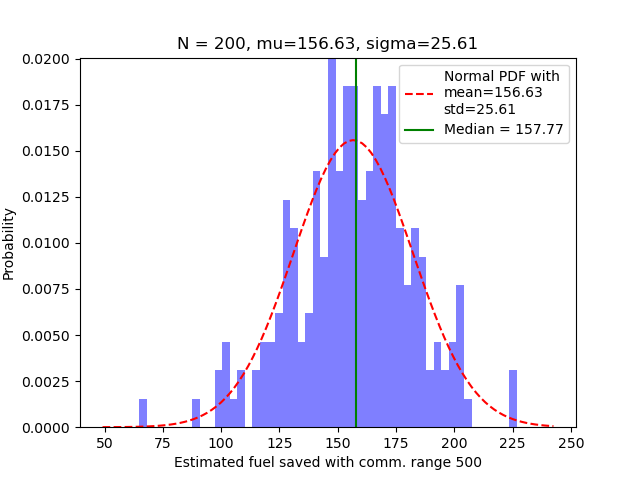 N = 200, mu=156.63, sigma=25.61
0.0200
0.0175
0.0150
0.0125
0.0100
0.0075
0.0050
0.0025
0.0000
Probability
Normal PDF with
mean=156.63
std=25.61
Median = 157.77
50 75 100 125 150 175 200 225 250
Estimated fuel saved with comm. range 500